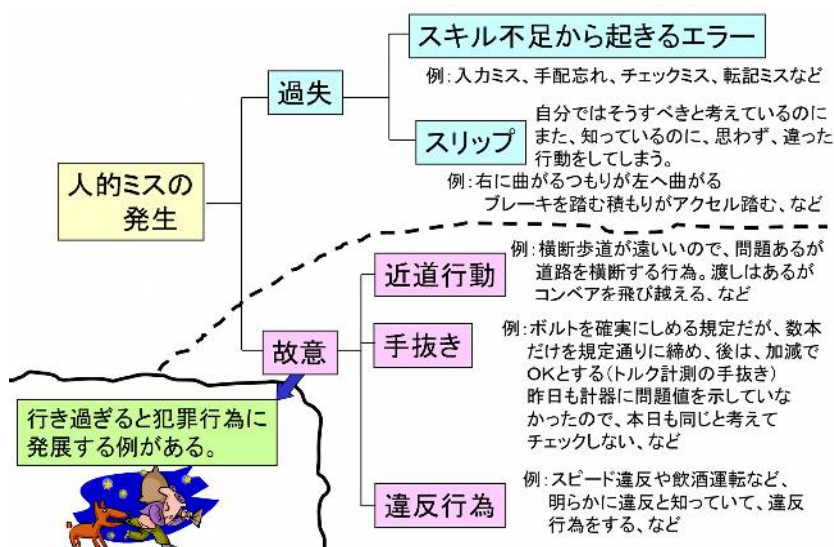 スキル不足から起きるエラー
例：入力ミス、手配忘れ、チェックミス、転記ミスなど
過失
自分ではそうすべきと考えているのに
また、知っているのに、思わず、違った
行動をしてしまう。
スリップ
例：右に曲がるつもりが左へ曲がる
ブレーキを踏む積もりがアクセル踏む、など
人的ミスの
発生
近道行動
例：横断歩道が遠いいので、問題あるが
道路を横断する行為。渡しはあるが
コンベアを飛び越える、など
故意
手抜き
例：ボルトを確実にしめる規定だが、数本
だけを規定通りに締め、後は、加減で
OKとする（トルク計測の手抜き）
昨日も計器に問題値を示していな
かったので、本日も同じと考えて
チェックしない、など
行き過ぎると犯罪行為に
発展する例がある。
違反行為
例：スピード違反や飲酒運転など、
明らかに違反と知っていて、違反
行為をする、など